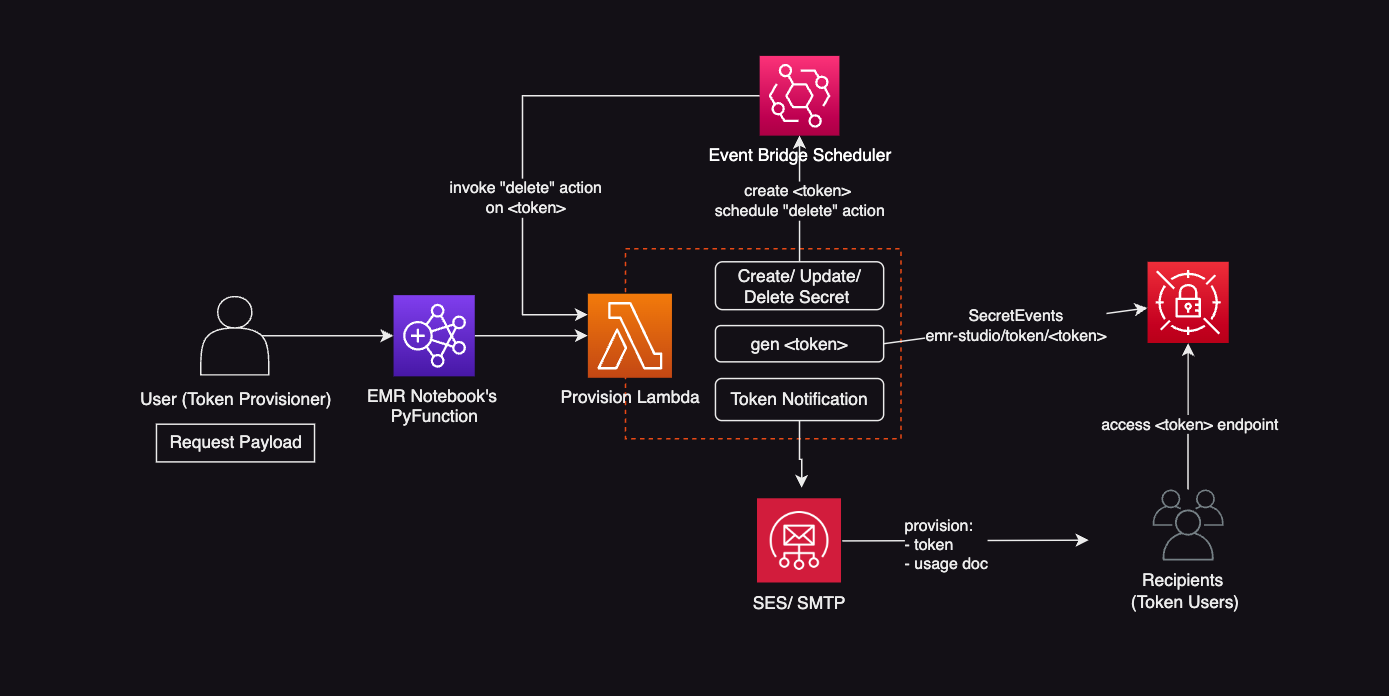 Event Bridge Scheduler
invoke "delete" action
on <token>
create <token>
schedule "delete" action
Create/ Update/
Delete Secret
SecretEvents
emr-studio/token/<token>
gen <token>
User (Token Provisioner)
Request Payload
EMR Notebook's
PyFunction
Provision Lambda
Token Notification
access <token> endpoint
provision:
- token
- usage doc
SES/ SMTP
Recipients
(Token Users)